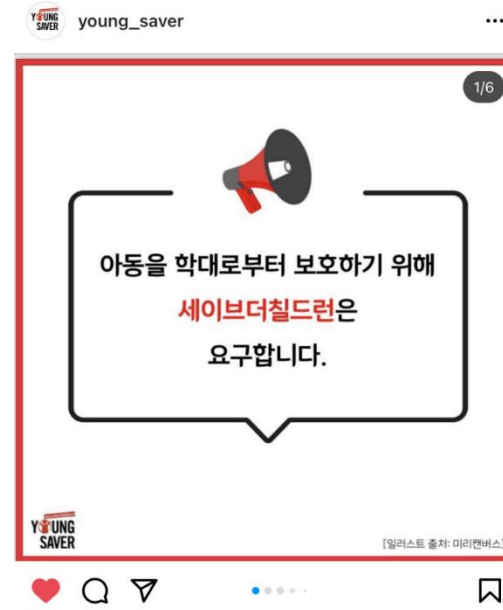 YOUNG
SAVER
young_saver
1/6
아동을 학대로부터 보호하기 위해
세이브더칠드런은
요구합니다.
YOUNG
SAVER
[일러스트 출처: 미리캔버스]